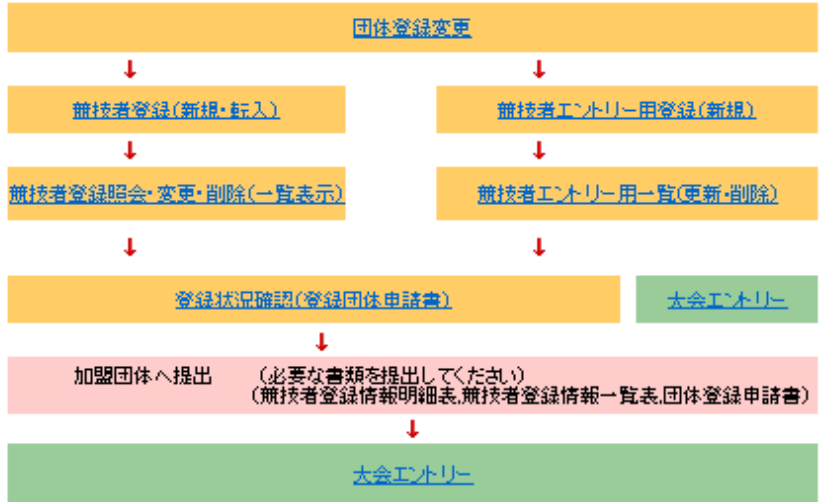 団体登録変更
↓ ↓
競技者登録(新規・転入) 競技者エントリー用登録(新規)
↓ ↓
競技者登録照会・変更・削除(一覧表示) 競技者エントリー用一覧(更新・削除)
↓ ↓
登録状況確認(登録団体申請書) 大会エントリー
↓
加盟団体へ提出 (必要な書類を提出してください)
(競技者登録情報明細表,競技者登録情報一覧表,団体登録申請書)
↓
大会エントリー